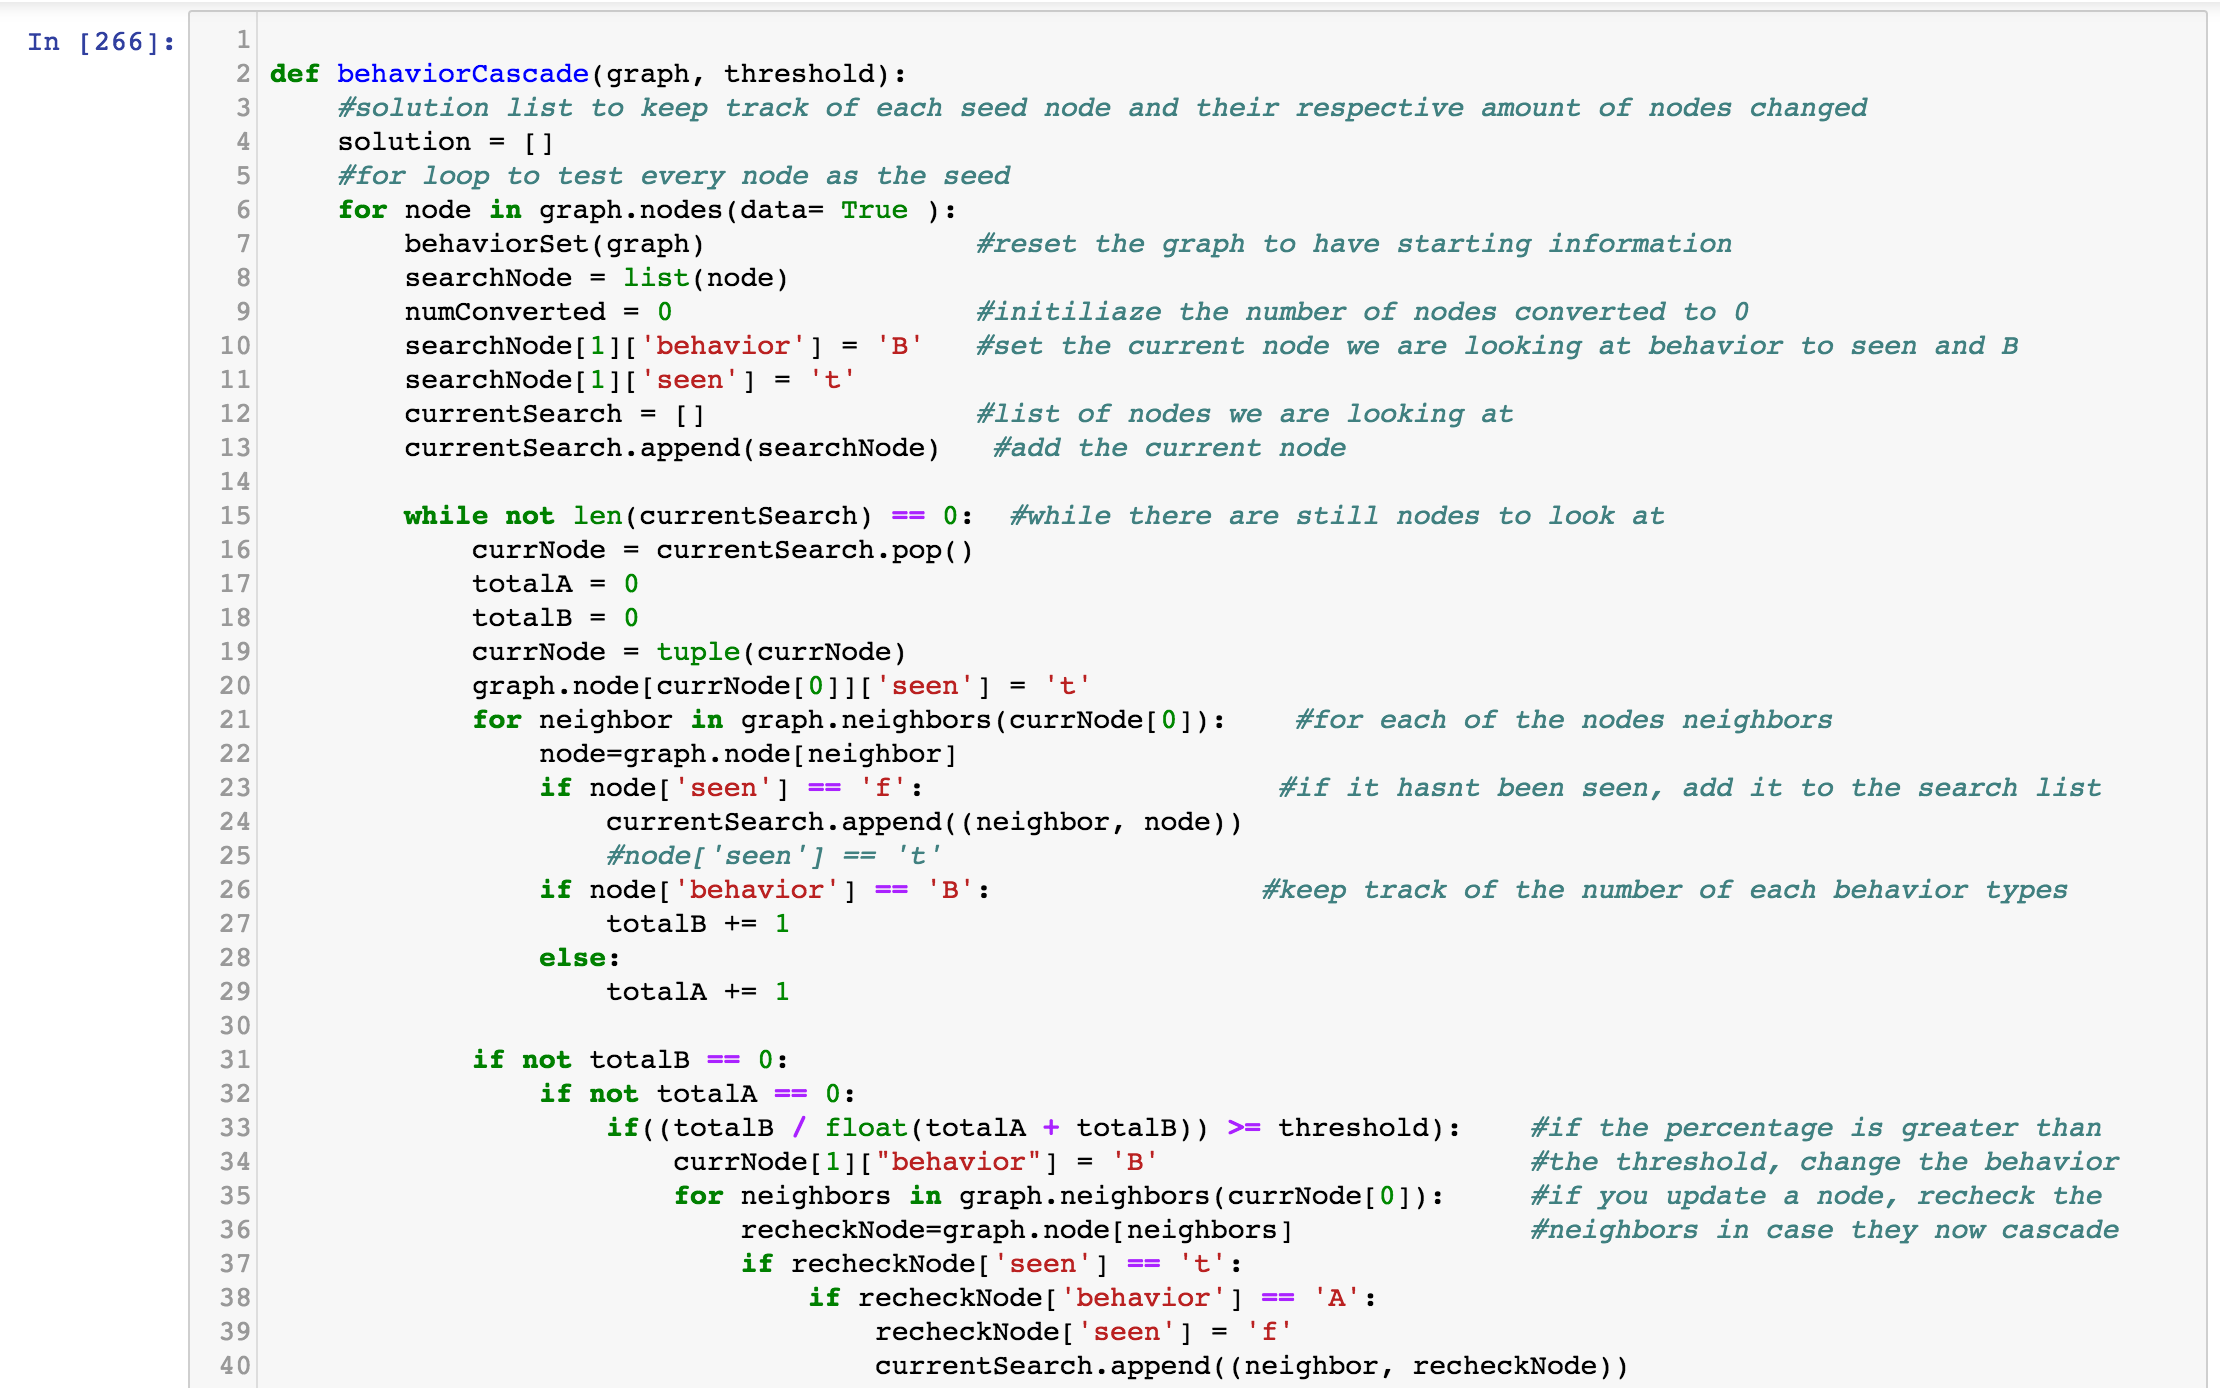 In [266]:
1
2 def behaviorCascade(graph, threshold):
3     #solution list to keep track of each seed node and their respective amount of nodes changed
4     solution = []
5     #for loop to test every node as the seed
6     for node in graph.nodes(data= True ):
7         behaviorSet(graph)                #reset the graph to have starting information
8         searchNode = list(node)
9         numConverted = 0                  #initiliaze the number of nodes converted to 0
10         searchNode[1]['behavior'] = 'B'   #set the current node we are looking at behavior to seen and B
11         searchNode[1]['seen'] = 't'
12         currentSearch = []                #list of nodes we are looking at
13         currentSearch.append(searchNode)   #add the current node
14
15         while not len(currentSearch) == 0:  #while there are still nodes to look at
16             currNode = currentSearch.pop()
17             totalA = 0
18             totalB = 0
19             currNode = tuple(currNode)
20             graph.node[currNode[0]]['seen'] = 't'
21             for neighbor in graph.neighbors(currNode[0]):    #for each of the nodes neighbors
22                 node=graph.node[neighbor]
23                 if node['seen'] == 'f':                     #if it hasnt been seen, add it to the search list
24                     currentSearch.append((neighbor, node))
25                     #node['seen'] == 't'
26                 if node['behavior'] == 'B':                #keep track of the number of each behavior types
27                     totalB += 1
28                 else:
29                     totalA += 1
30
31             if not totalB == 0:
32                 if not totalA == 0:
33                     if((totalB / float(totalA + totalB)) >= threshold):    #if the percentage is greater than
34                         currNode[1]["behavior"] = 'B'                      #the threshold, change the behavior
35                         for neighbors in graph.neighbors(currNode[0]):     #if you update a node, recheck the
36                             recheckNode=graph.node[neighbors]              #neighbors in case they now cascade
37                             if recheckNode['seen'] == 't':
38                                 if recheckNode['behavior'] == 'A':
39                                     recheckNode['seen'] = 'f'
40                                     currentSearch.append((neighbor, recheckNode))